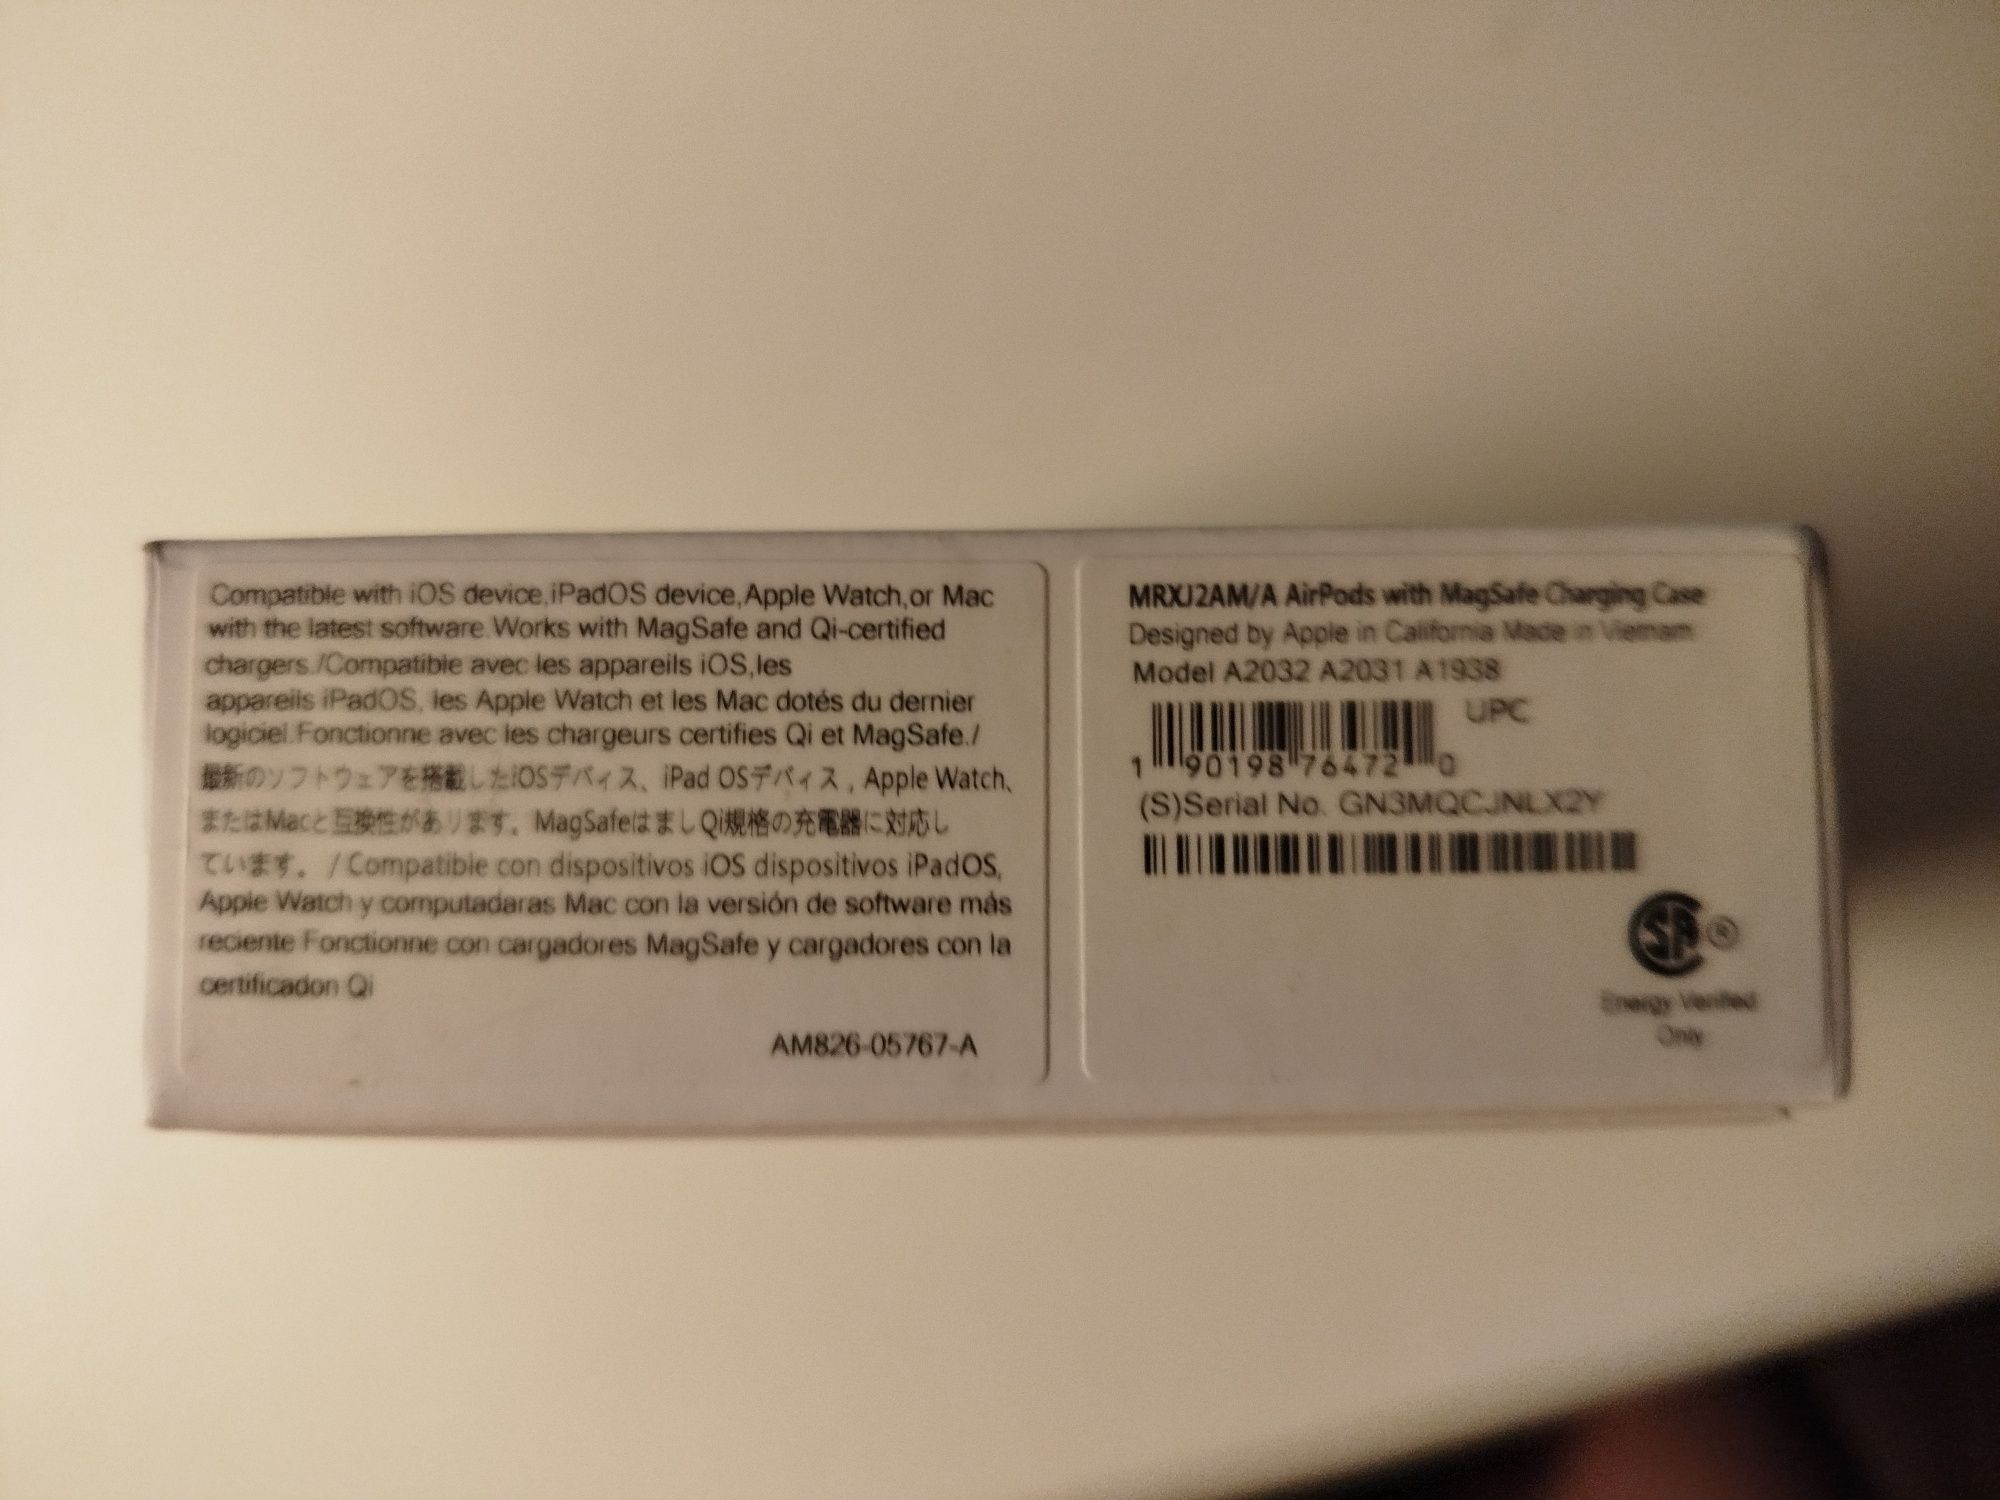 Compatible with iOS device,iPadOS device,Apple Watch,or Mac
with the latest software.Works with MagSafe and Qi-certified
chargers./Compatible avec les appareils iOS,les
appareils iPadOS, les Apple Watch et les Mac dotés du dernier
logiciel.Fonctionne avec les chargeurs certifies Qi et MagSafe./
最新のソフトウェアを搭載したiOSデバィス、iPad OSデバィス , Apple Watch、
またはMacと互換性があります。MagSafeはましQi規格の充電器に対応し
ています。 / Compatible con dispositivos iOS dispositivos iPadOS,
Apple Watch y computadaras Mac con la versión de software más
reciente Fonctionne con cargadores MagSafe y cargadores con la
certificadon Qi
AM826-05767-A
MRXJ2AM/A AirPods with MagSafe Charging Case
Designed by Apple in California Made in Vietnam
Model A2032 A2031 A1938
UPC
1 90198 76472 0
(S)Serial No. GN3MQCJNLX2Y
SA ®
Energy Verified
Only